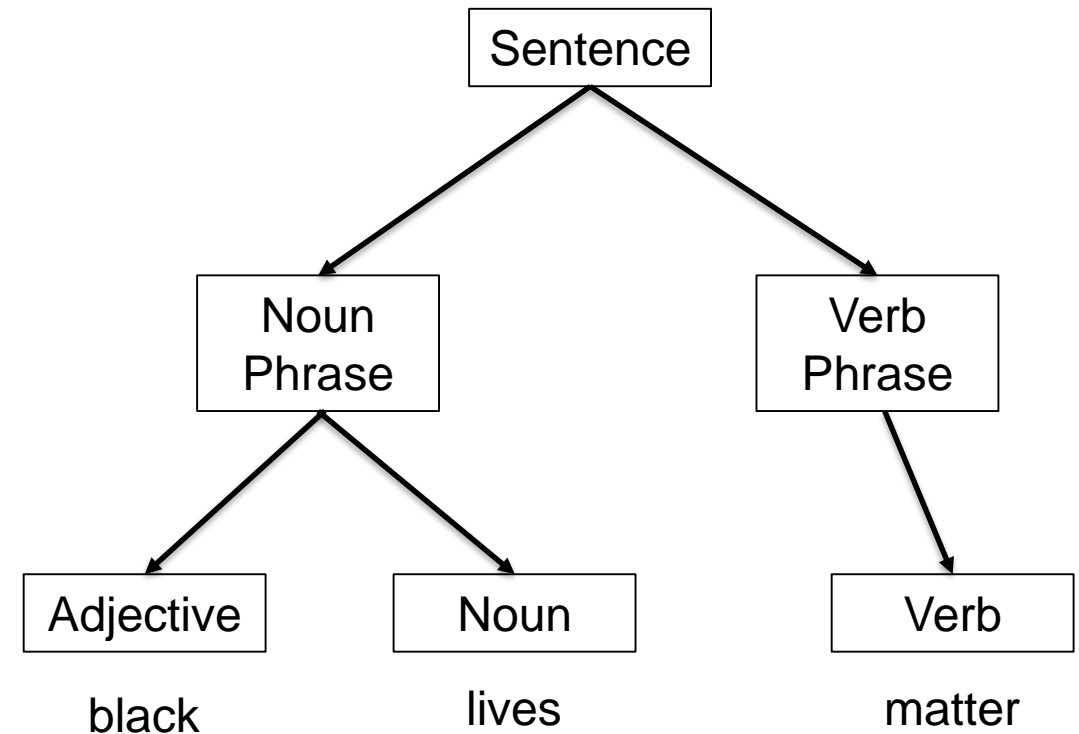 Sentence
Noun
Phrase
Verb
Phrase
Adjective
Noun
Verb
black
lives
matter